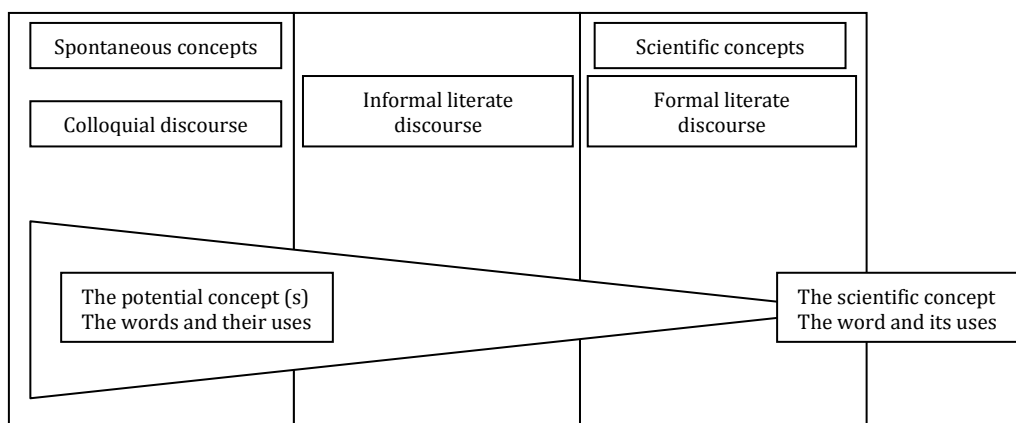 Spontaneous concepts
Scientific concepts
Informal literate
discourse
Formal literate
discourse
Colloquial discourse
The potential concept (s)
The words and their uses
The scientific concept
The word and its uses